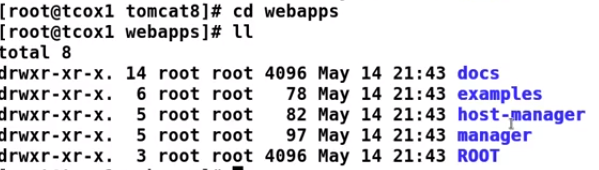 [root@tcox1 tomcat8]# cd webapps
[root@tcox1 webapps]# ll
total 8
drwxr-xr-x. 14 root root 4096 May 14 21:43 docs
drwxr-xr-x. 6 root root 78 May 14 21:43 examples
drwxr-xr-x. 5 root root 82 May 14 21:43 host-manager
drwxr-xr-x. 5 root root 97 May 14 21:43 manager
drwxr-xr-x. 3 root root 4096 May 14 21:43 ROOT